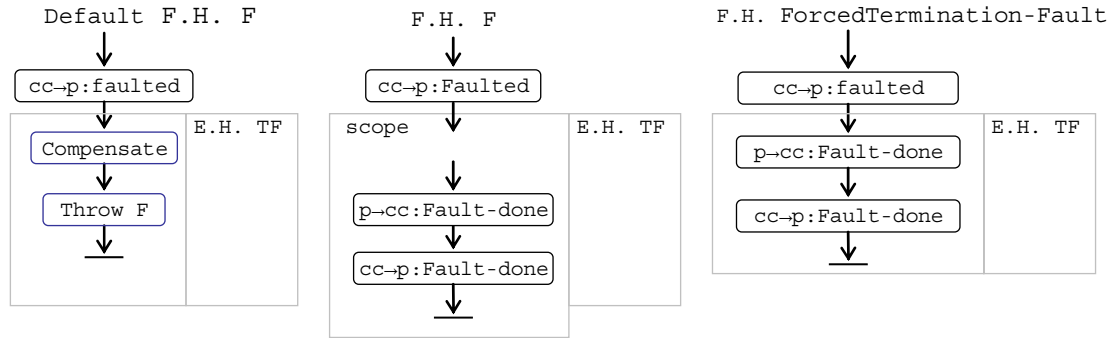 Default F.H. F
cc→p:faulted
E.H. TF
Compensate
Throw F
F.H. F
cc→p:Faulted
scope
E.H. TF
p→cc:Fault-done
cc→p:Fault-done
F.H. ForcedTermination-Fault
cc→p:faulted
E.H. TF
p→cc:Fault-done
cc→p:Fault-done